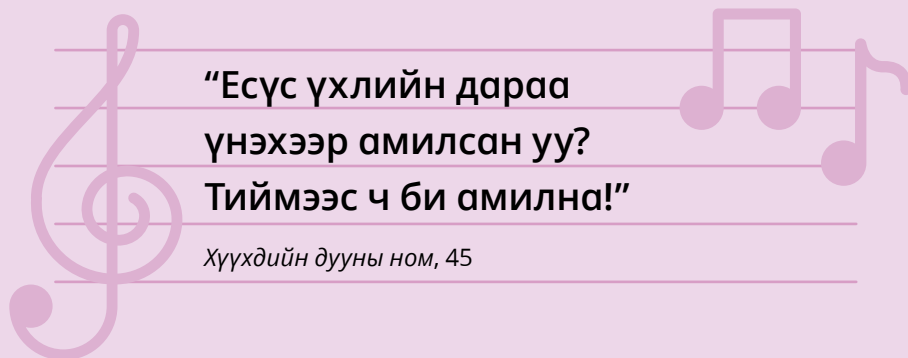 “Есүс үхлийн дараа
үнэхээр амилсан уу?
Тиймээс ч би амилна!”
Хүүхдийн дууны ном, 45